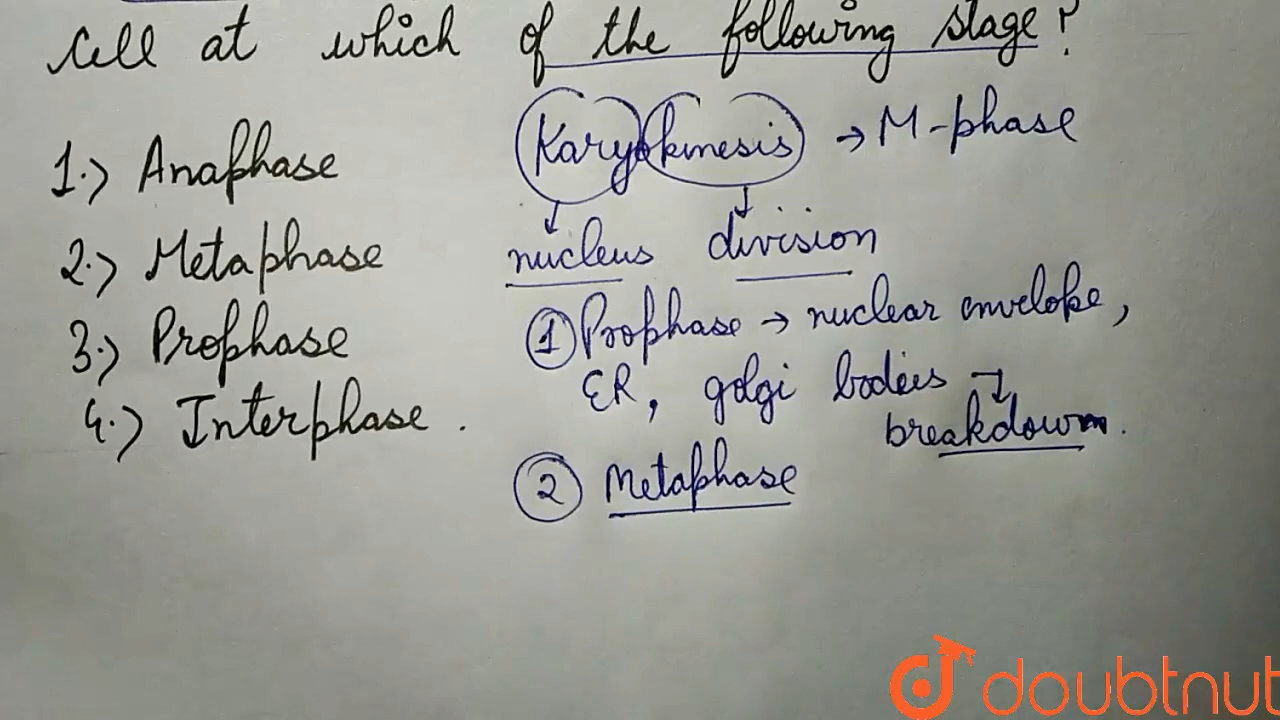 cell at which of the following stage?
1.) Anaphase
2.) Metaphase
3.) Prophase
4.) Interphase.
Karyokinesis → M-phase
nucleus division
① Prophase → nuclear envelope,
ER, golgi bodies →
breakdown.
② Metaphase
doubtnut